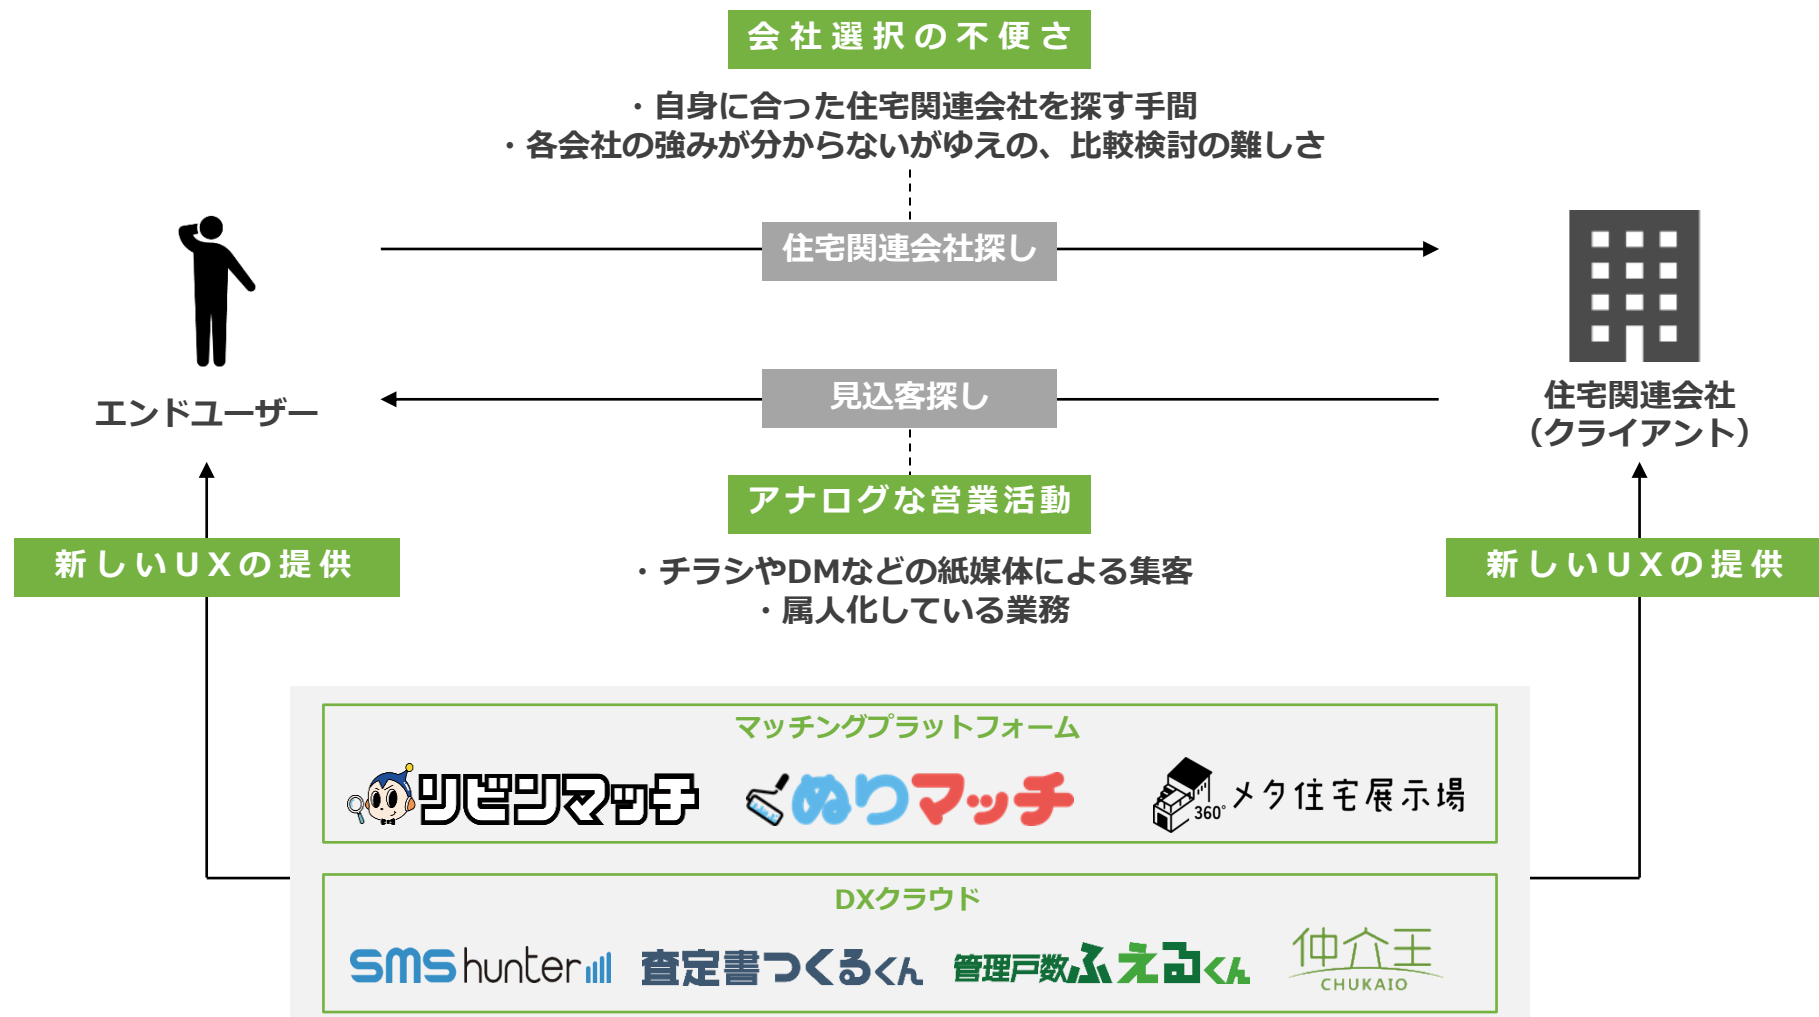 会社選択の不便さ
・自身に合った住宅関連会社を探す手間
・各会社の強みが分からないがゆえの、比較検討の難しさ
住宅関連会社探し
見込客探し
エンドユーザー
住宅関連会社
（クライアント）
アナログな営業活動
・チラシやDMなどの紙媒体による集客
・属人化している業務
新しいUXの提供
新しいUXの提供
マッチングプラットフォーム
リビンマッチ
ぬりマッチ
360°
メタ住宅展示場
DXクラウド
SMS hunter
査定書つくるくん
管理戸数ふえるくん
仲介王
CHUKAIO